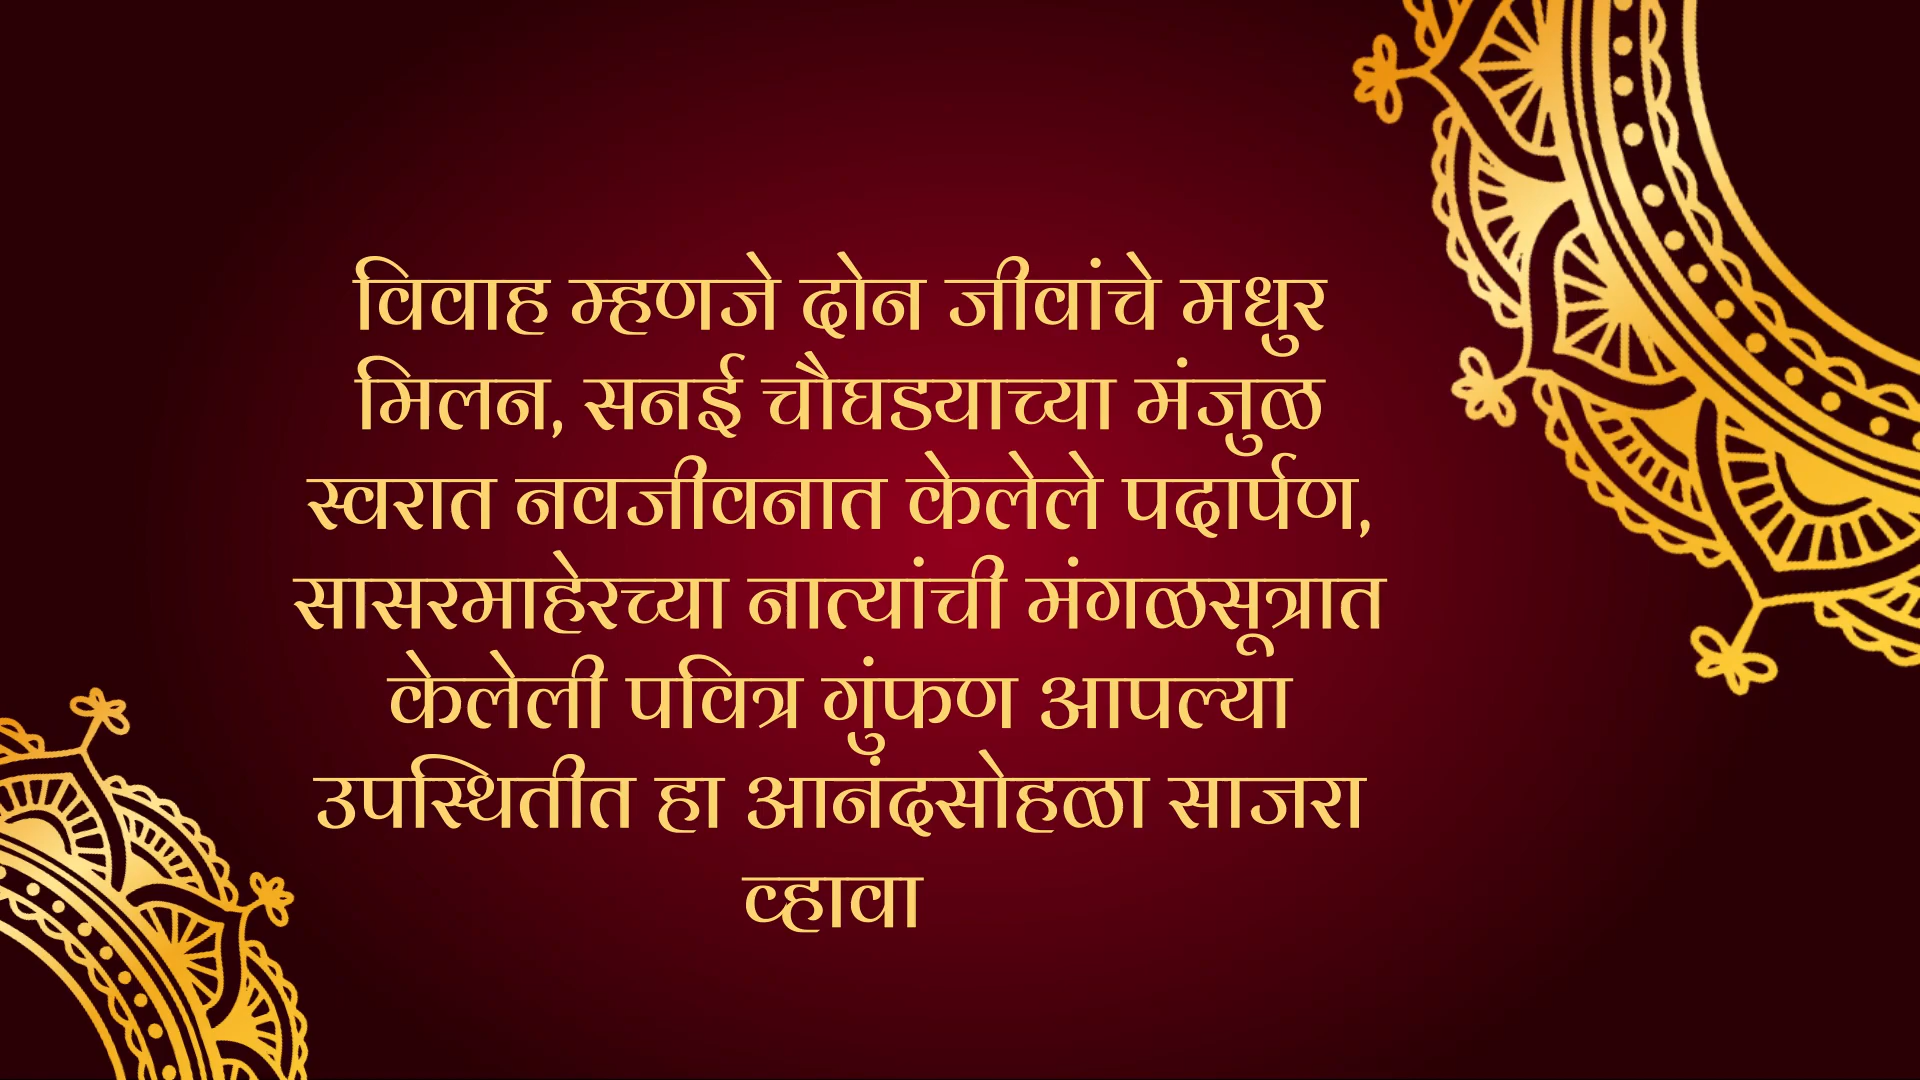 विवाह म्हणजे दोन जीवांचे मधुर
मिलन, सनई चौघडयाच्या मंजुळ
स्वरात नवजीवनात केलेले पदार्पण,
सासरमाहेरच्या नात्यांची मंगळसूत्रात
केलेली पवित्र गुंफण आपल्या
उपस्थितीत हा आनंदसोहळा साजरा
व्हावा